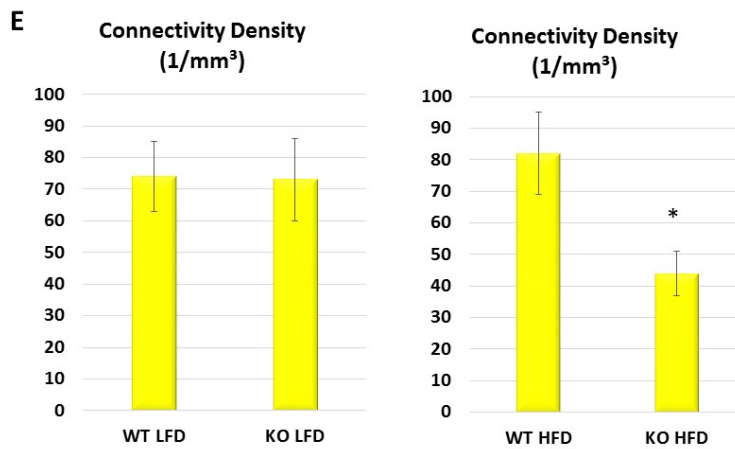 E
Connectivity Density
(1/mm³)
100
90
80
70
60
50
40
30
20
10
0
WT LFD
KO LFD
Connectivity Density
(1/mm³)
100
90
80
70
60
50
40
30
20
10
0
*
WT HFD
KO HFD